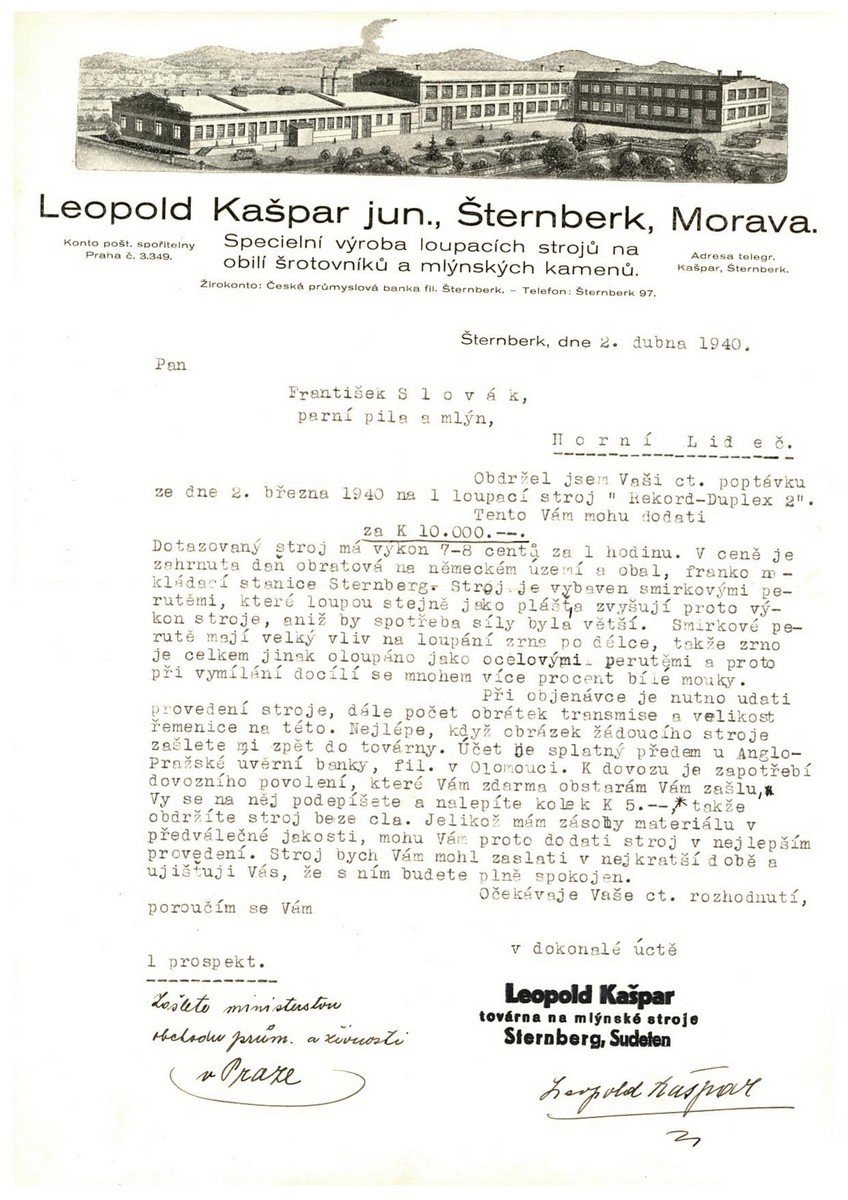 Leopold Kašpar jun., Šternberk, Morava.
Konto pošt. spořitelny
Praha č. 3.349.
Specielní výroba loupacích strojů na
obilí šrotovníků a mlýnských kamenů.
Adresa telegr.
Kašpar, Šternberk.
Žirokonto: Česká průmyslová banka fil. Šternberk. – Telefon: Šternberk 97.
Šternberk, dne 2. dubna 1940.
Pan
František S l o v á k,
parní pila a mlýn,
H o r n í  L i d e č.
Obdržel jsem Vaši ct. poptávku
ze dne 2. března 1940 na 1 loupací stroj " Rekord-Duplex 2".
Tento Vám mohu dodati
za K 10.000.--.
Dotazovaný stroj má výkon 7-8 centů za 1 hodinu. V ceně je
zahrnuta daň obratová na německém území a obal, franko n -
kládací stanice Sternberg. Stroj je vybaven smirkovými pe-
rutěmi, které loupou stejně jako plášť,a zvyšují proto vý-
kon stroje, aniž by spotřeba síly byla větší. Smirkové pe-
rutě mají velký vliv na loupání zrna po délce, takže zrno
je celkem jinak oloupáno jako ocelovými perutěmi a proto
při vymílání docílí se mnohem více procent bílé mouky.
Při objenávce je nutno udati
provedení stroje, dále počet obrátek transmise a velikost
řemenice na této. Nejlépe, když obrázek žádoucího stroje
zašlete mi zpět do továrny. Účet je splatný předem u Anglo-
Pražské uvěrní banky, fil. v Olomouci. K dovozu je zapotřebí
dovozního povolení, které Vám zdarma obstarám Vám zašlu,*
Vy se na něj podepíšete a nalepíte kolek K 5.--,* takže
obdržíte stroj beze cla. Jelikož mám zásoby materiálu v
předválečné jakosti, mohu Vám proto dodati stroj v nejlepším
provedení. Stroj bych Vám mohl zaslati v nejkratší době a
ujišťuji Vás, že s ním budete plně spokojen.
Očekávaje Vaše ct. rozhodnutí,
poroučím se Vám
v dokonalé úctě
1 prospekt.
Leopold Kašpar
továrna na mlýnské stroje
Sternberg, Sudeten
Zašlete ministerstvu
obchodu prům. a živností
v Praze
Leopold Kašpar